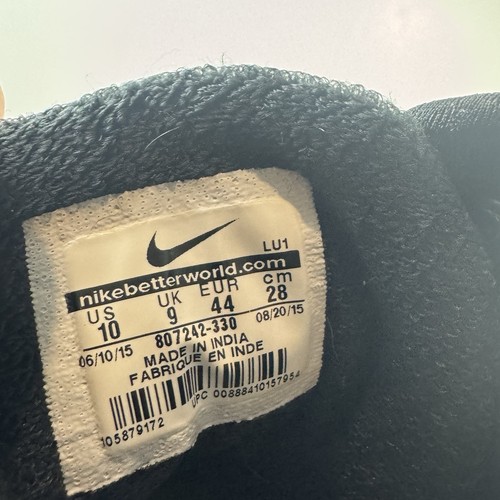 LU1
nikebetterworld.com
US UK EUR cm
10 9 44 28
06/10/15 807242-330 08/20/15
MADE IN INDIA
FABRIQUE EN INDE
105879172 UPC 00888410157954